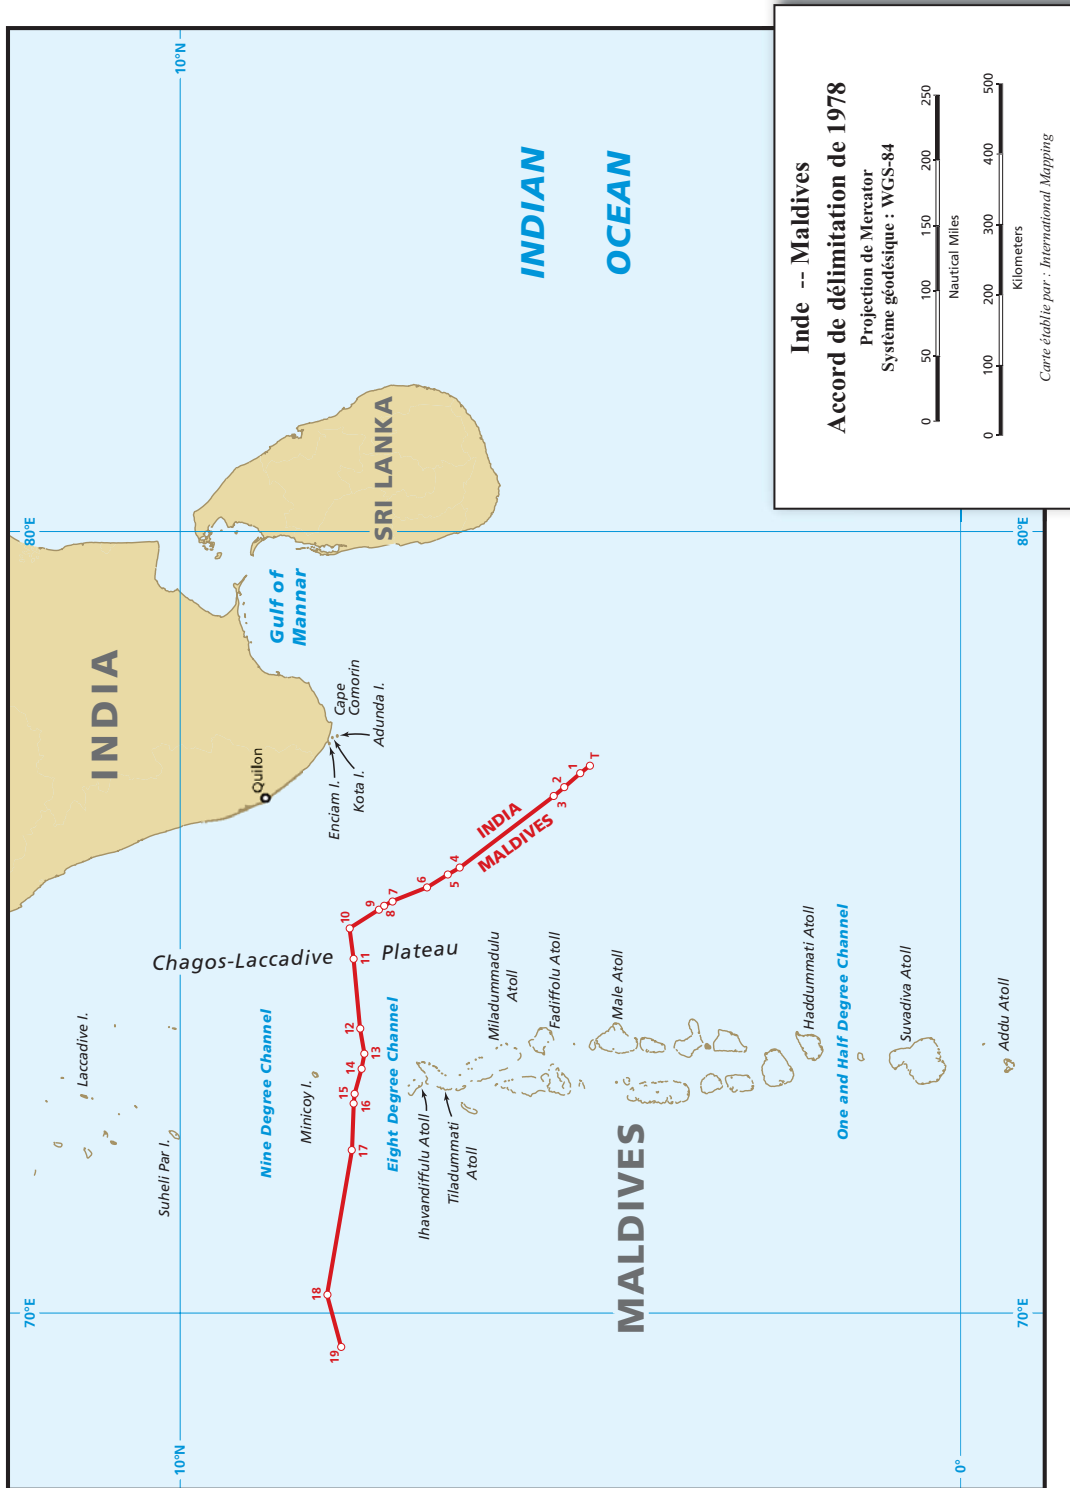 Inde -- Maldives
Accord de délimitation de 1978
Projection de Mercator
Système géodésique : WGS-84
0 50 100 150 200 250
Nautical Miles
0 100 200 300 400 500
Kilometers
Carte établie par : International Mapping
70°E
80°E
70°E
80°E
10°N
10°N
0°
INDIA
SRI LANKA
MALDIVES
INDIAN
OCEAN
Gulf of
Mannar
Quilon
Cape
Comorin
Enciam I.
Kota I.
Adunda I.
Chagos-Laccadive Plateau
Laccadive I.
Suheli Par I.
Nine Degree Channel
Minicoy I.
Eight Degree Channel
Ihavandiffulu Atoll
Tiladummati
Atoll
Miladummadulu
Atoll
Fadiffolu Atoll
Male Atoll
Haddummati Atoll
One and Half Degree Channel
Suvadiva Atoll
Addu Atoll
INDIA
MALDIVES
T
1
2
3
4
5
6
7
8
9
10
11
12
13
14
15
16
17
18
19